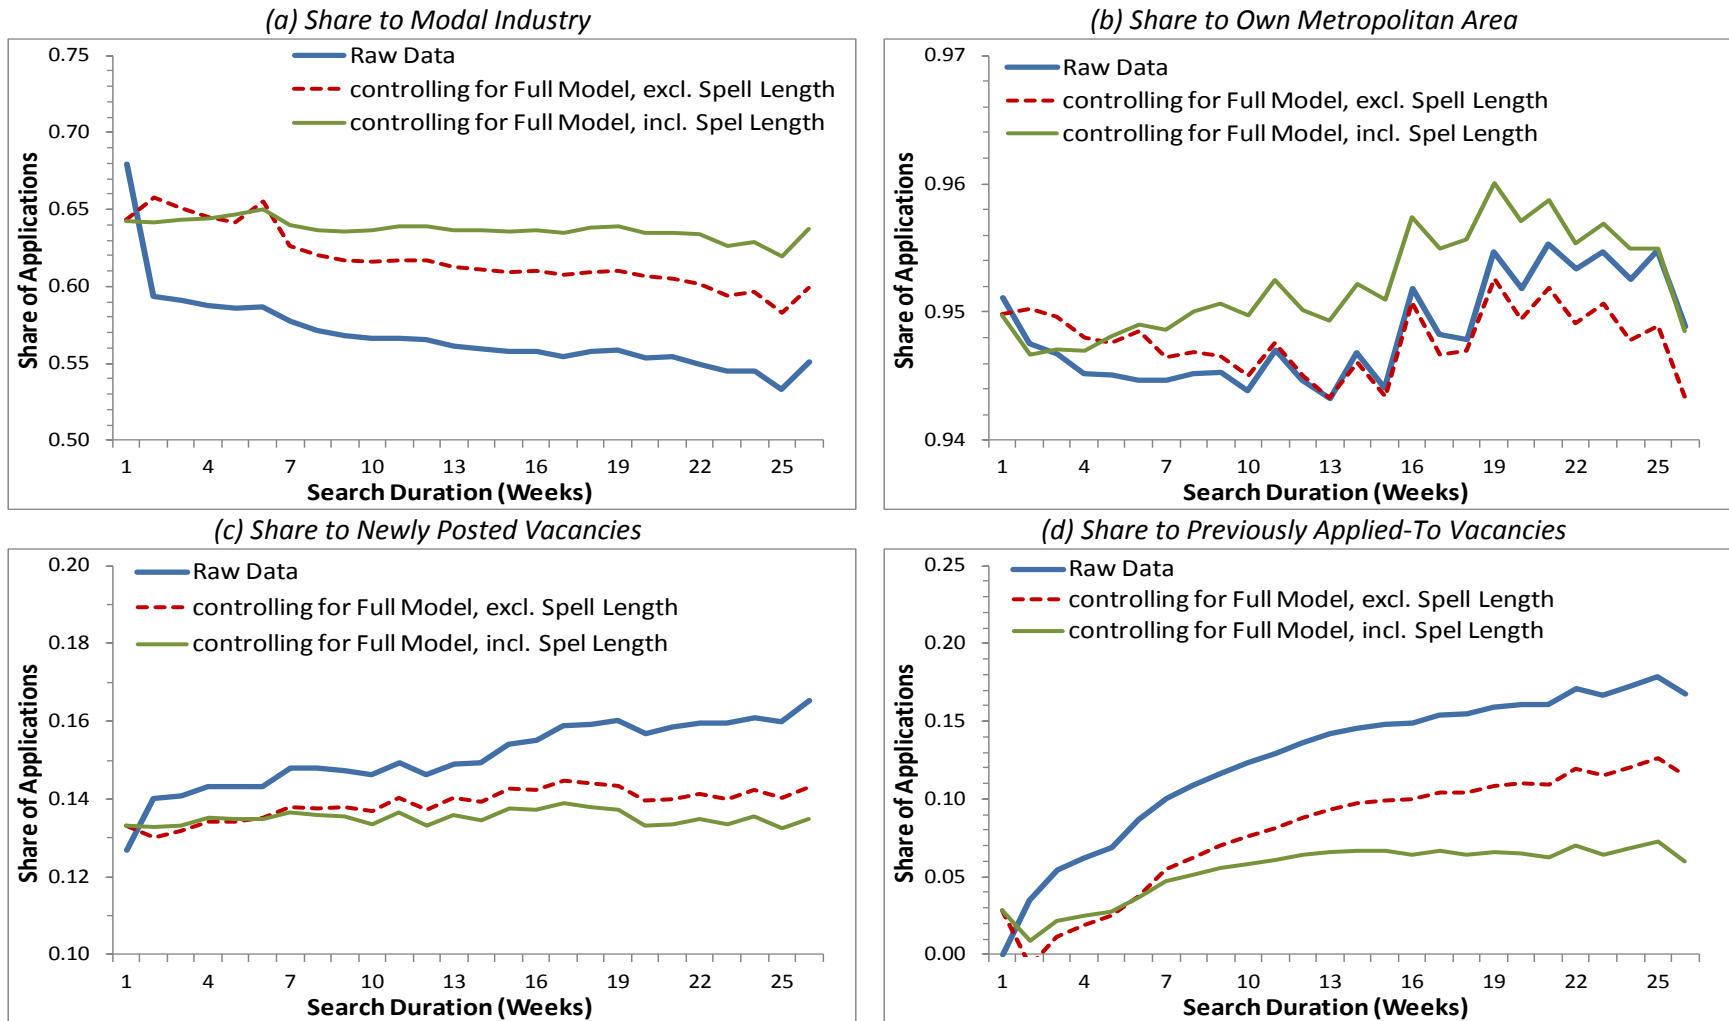 (a) Share to Modal Industry
0.75
0.70
0.65
0.60
0.55
0.50
Share of Applications
Raw Data
controlling for Full Model, excl. Spell Length
controlling for Full Model, incl. Spel Length
1 4 7 10 13 16 19 22 25
Search Duration (Weeks)
(b) Share to Own Metropolitan Area
0.97
0.96
0.95
0.94
Share of Applications
Raw Data
controlling for Full Model, excl. Spell Length
controlling for Full Model, incl. Spel Length
1 4 7 10 13 16 19 22 25
Search Duration (Weeks)
(c) Share to Newly Posted Vacancies
0.20
0.18
0.16
0.14
0.12
0.10
Share of Applications
Raw Data
controlling for Full Model, excl. Spell Length
controlling for Full Model, incl. Spel Length
1 4 7 10 13 16 19 22 25
Search Duration (Weeks)
(d) Share to Previously Applied-To Vacancies
0.25
0.20
0.15
0.10
0.05
0.00
Share of Applications
Raw Data
controlling for Full Model, excl. Spell Length
controlling for Full Model, incl. Spel Length
1 4 7 10 13 16 19 22 25
Search Duration (Weeks)